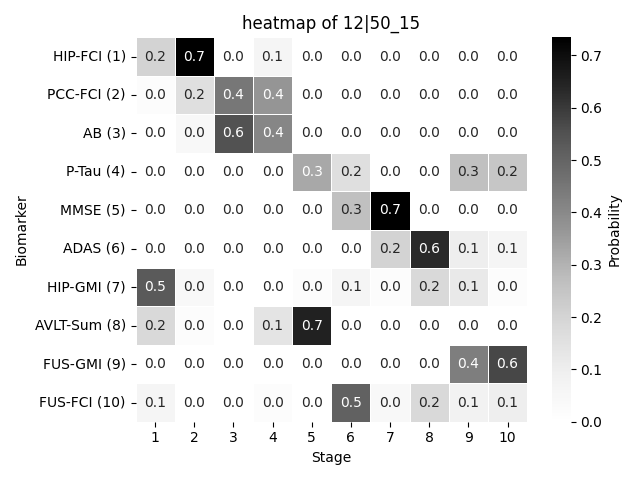 heatmap of 12|50_15
HIP-FCI (1) 0.2 0.7 0.0 0.1 0.0 0.0 0.0 0.0 0.0 0.0
PCC-FCI (2) 0.0 0.2 0.4 0.4 0.0 0.0 0.0 0.0 0.0 0.0
AB (3) 0.0 0.0 0.6 0.4 0.0 0.0 0.0 0.0 0.0 0.0
P-Tau (4) 0.0 0.0 0.0 0.0 0.3 0.2 0.0 0.0 0.3 0.2
MMSE (5) 0.0 0.0 0.0 0.0 0.0 0.3 0.7 0.0 0.0 0.0
ADAS (6) 0.0 0.0 0.0 0.0 0.0 0.0 0.2 0.6 0.1 0.1
HIP-GMI (7) 0.5 0.0 0.0 0.0 0.0 0.1 0.0 0.2 0.1 0.0
AVLT-Sum (8) 0.2 0.0 0.0 0.1 0.7 0.0 0.0 0.0 0.0 0.0
FUS-GMI (9) 0.0 0.0 0.0 0.0 0.0 0.0 0.0 0.0 0.4 0.6
FUS-FCI (10) 0.1 0.0 0.0 0.0 0.0 0.5 0.0 0.2 0.1 0.1
1 2 3 4 5 6 7 8 9 10
Stage
Biomarker
0.7
0.6
0.5
0.4
0.3
0.2
0.1
0.0
Probability